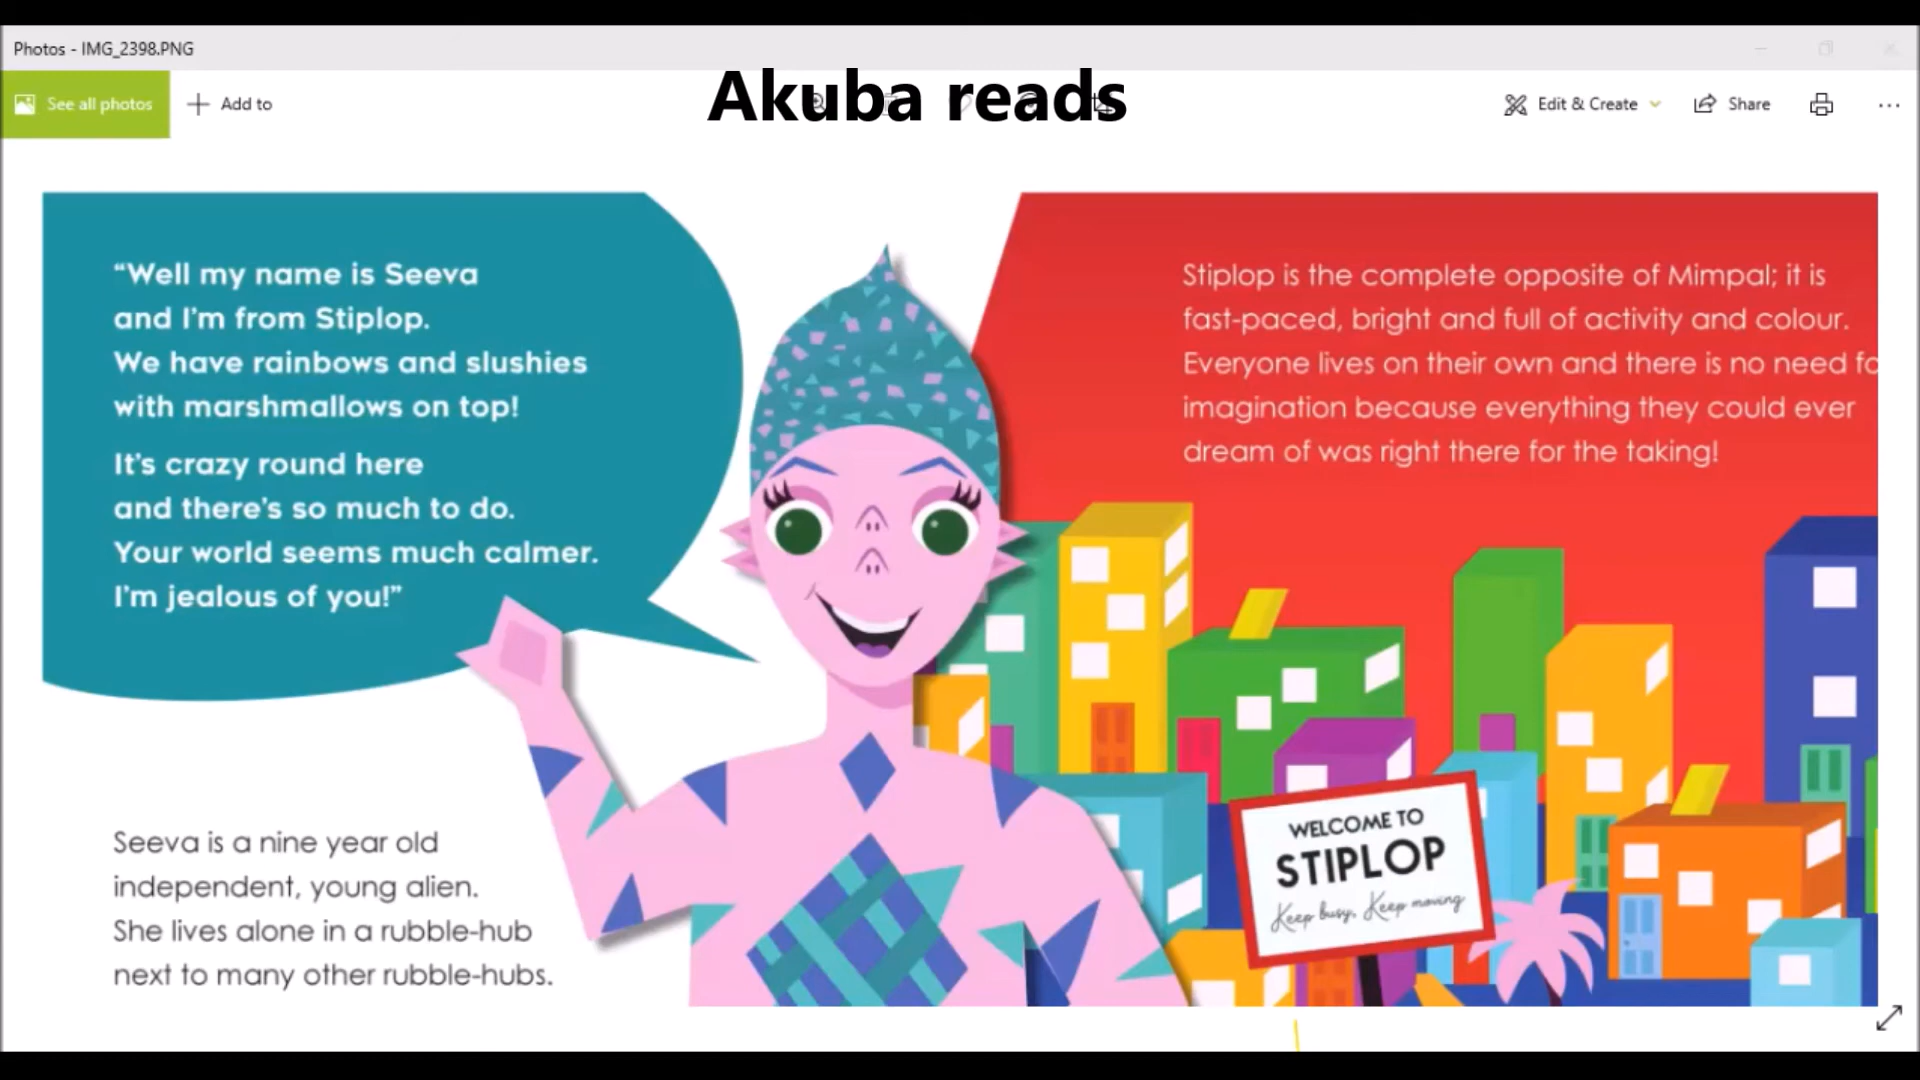 Photos - IMG_2398.PNG
See all photos
Add to
Akuba reads
Edit & Create
Share
“Well my name is Seeva
and I’m from Stiplop.
We have rainbows and slushies
with marshmallows on top!
It’s crazy round here
and there’s so much to do.
Your world seems much calmer.
I’m jealous of you!”
Seeva is a nine year old
independent, young alien.
She lives alone in a rubble-hub
next to many other rubble-hubs.
Stiplop is the complete opposite of Mimpal; it is
fast-paced, bright and full of activity and colour.
Everyone lives on their own and there is no need fo
imagination because everything they could ever
dream of was right there for the taking!
WELCOME TO
STIPLOP
Keep busy, Keep moving